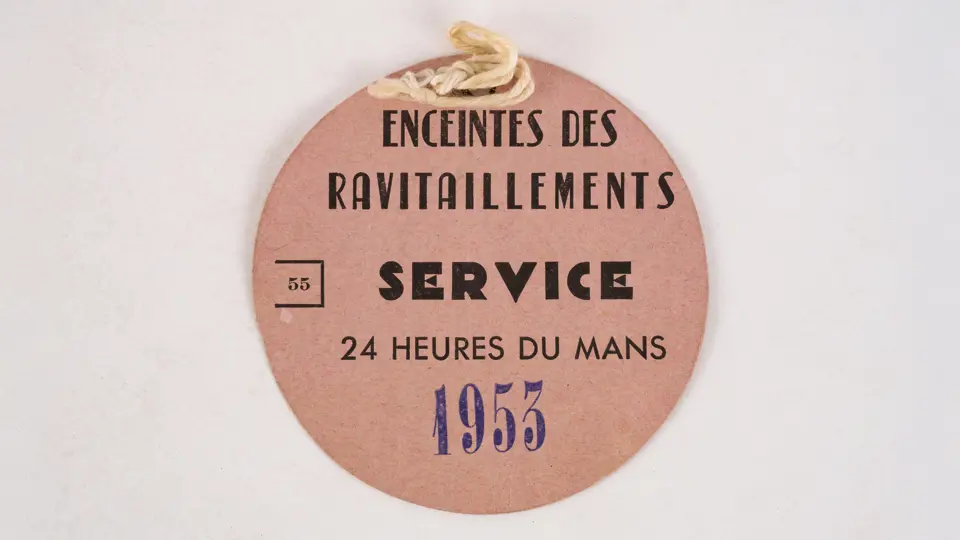 ENCEINTES DES
RAVITAILLEMENTS
SERVICE
55
24 HEURES DU MANS
1953